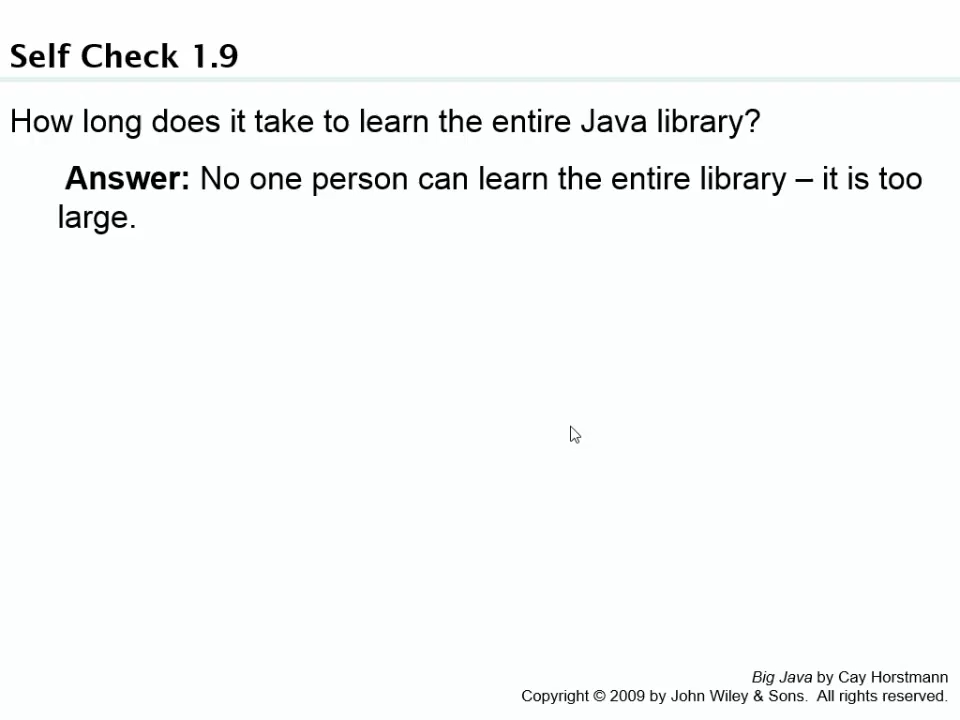 Self Check 1.9
How long does it take to learn the entire Java library?
Answer: No one person can learn the entire library – it is too
large.
Big Java by Cay Horstmann
Copyright © 2009 by John Wiley & Sons. All rights reserved.